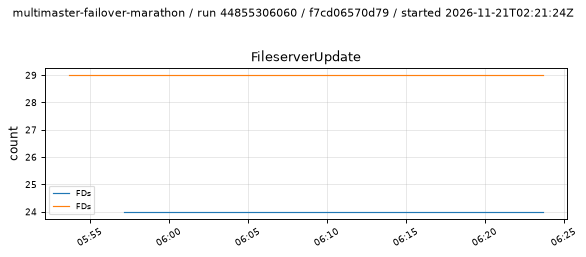 multimaster-failover-marathon / run 44855306060 / f7cd06570d79 / started 2026-11-21T02:21:24Z
FileserverUpdate
count
29
28
27
26
25
24
FDs
FDs
05:55
06:00
06:05
06:10
06:15
06:20
06:25